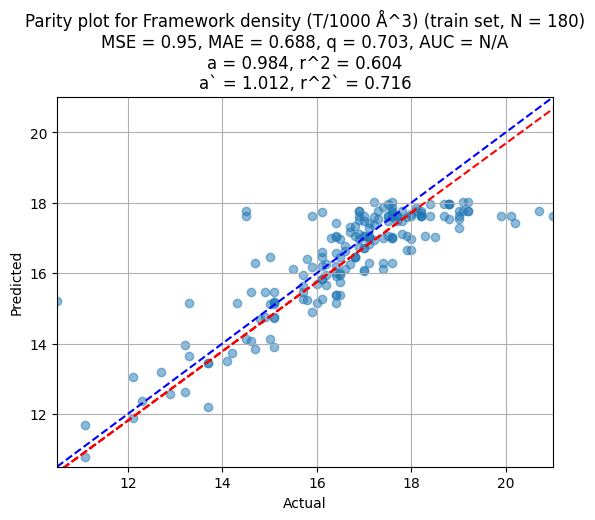 Parity plot for Framework density (T/1000 Å^3) (train set, N = 180)
MSE = 0.95, MAE = 0.688, q = 0.703, AUC = N/A
a = 0.984, r^2 = 0.604
a` = 1.012, r^2` = 0.716
20
18
16
14
12
Predicted
12
14
16
18
20
Actual